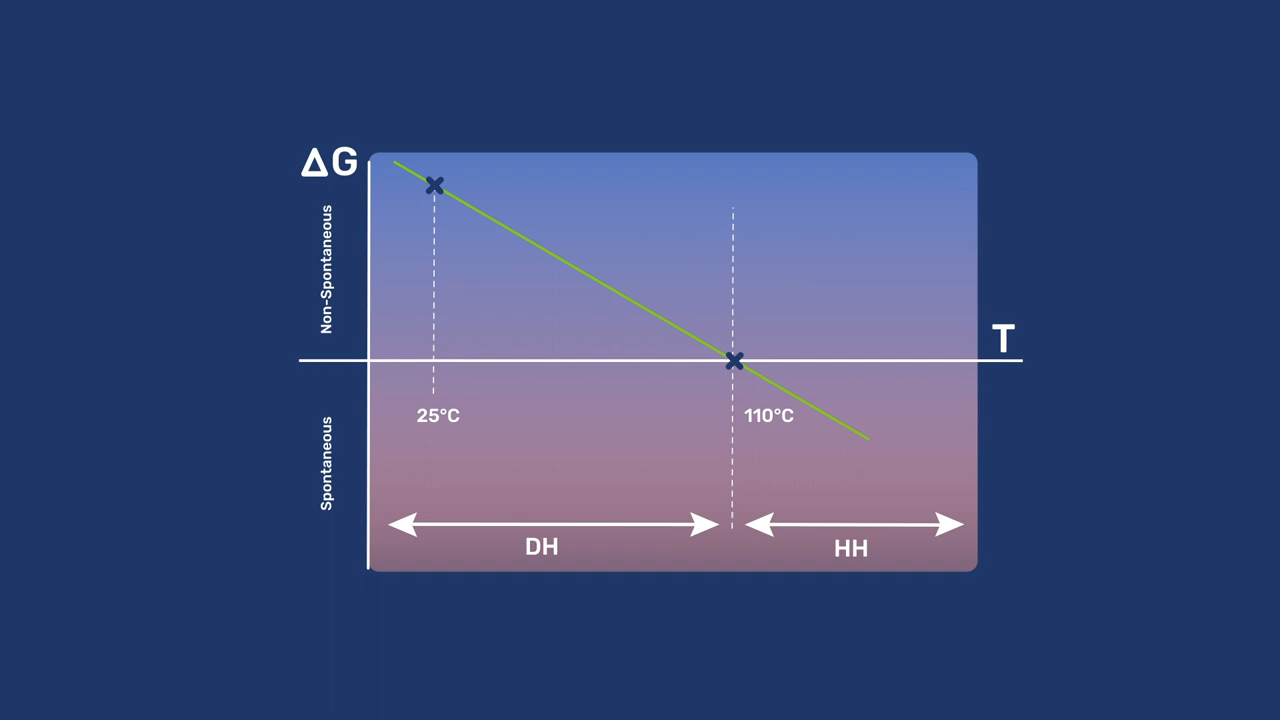 ΔG
Non-Spontaneous
T
25°C
110°C
Spontaneous
DH
HH